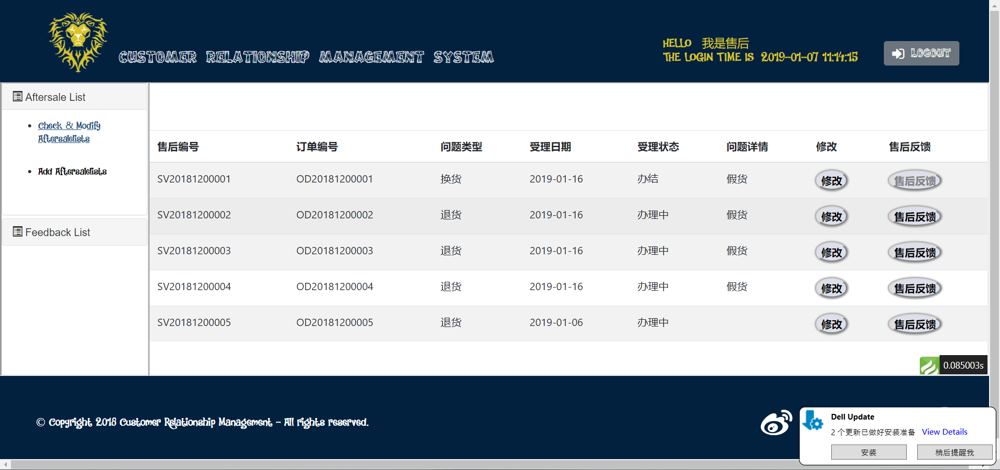 CUSTOMER RELATIONSHIP MANAGEMENT SYSTEM
HELLO 我是售后
THE LOGIN TIME IS 2019-01-07 11:14:15
LOGOUT
Aftersale List
Check & Modify
Aftersalelists
Add Aftersalelists
Feedback List
售后编号 订单编号 问题类型 受理日期 受理状态 问题详情 修改 售后反馈
SV20181200001 OD20181200001 换货 2019-01-16 办结 假货 修改 售后反馈
SV20181200002 OD20181200002 退货 2019-01-16 办理中 假货 修改 售后反馈
SV20181200003 OD20181200003 退货 2019-01-16 办理中 假货 修改 售后反馈
SV20181200004 OD20181200004 退货 2019-01-16 办理中 假货 修改 售后反馈
SV20181200005 OD20181200005 退货 2019-01-06 办理中 修改 售后反馈
0.085003s
© Copyright 2018 Customer Relationship Management - All rights reserved.
Dell Update
2 个更新已做好安装准备 View Details
安装 稍后提醒我